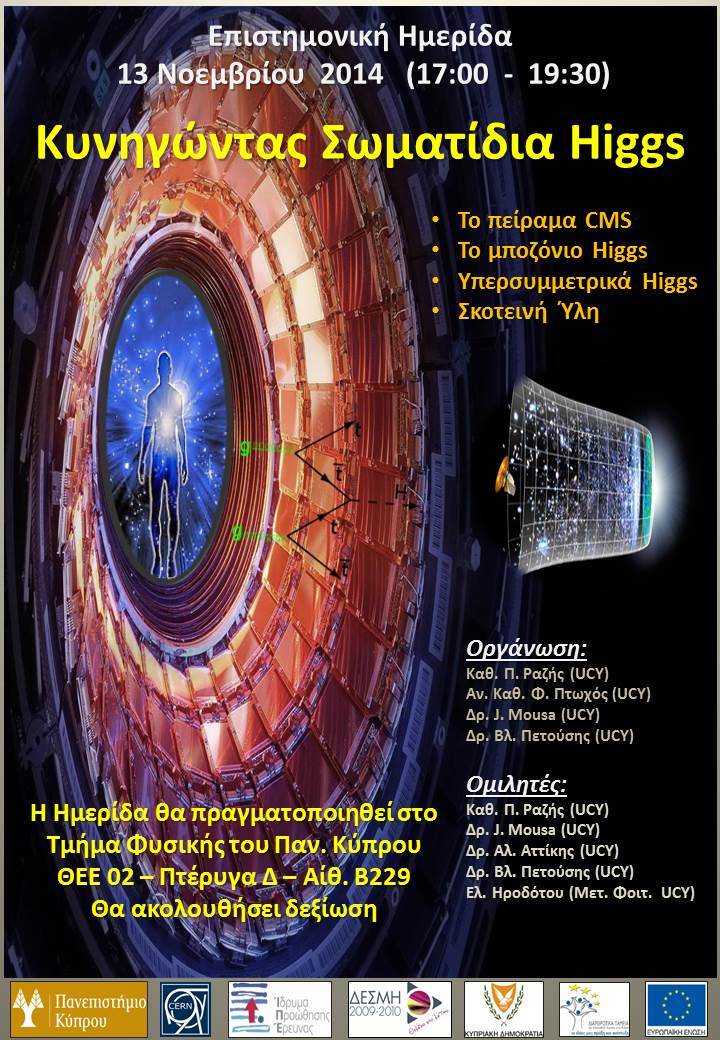 Επιστημονική Ημερίδα
13 Νοεμβρίου 2014 (17:00 - 19:30)
Κυνηγώντας Σωματίδια Higgs
• Το πείραμα CMS
• Το μποζόνιο Higgs
• Υπερσυμμετρικά Higgs
• Σκοτεινή Ύλη
g
t
t̅
H
g
t
t̅
Οργάνωση:
Καθ. Π. Ραζής (UCY)
Αν. Καθ. Φ. Πτωχός (UCY)
Δρ. J. Mousa (UCY)
Δρ. Βλ. Πετούσης (UCY)
Ομιλητές:
Καθ. Π. Ραζής (UCY)
Δρ. J. Mousa (UCY)
Δρ. Αλ. Αττίκης (UCY)
Δρ. Βλ. Πετούσης (UCY)
Ελ. Ηροδότου (Μετ. Φοιτ. UCY)
Η Ημερίδα θα πραγματοποιηθεί στο
Τμήμα Φυσικής του Παν. Κύπρου
ΘΕΕ 02 – Πτέρυγα Δ – Αίθ. Β229
Θα ακολουθήσει δεξίωση
Πανεπιστήμιο
Κύπρου
CERN
Ίδρυμα
Προώθησης
Έρευνας
ΔΕΣΜΗ
2009-2010
ΚΥΠΡΙΑΚΗ ΔΗΜΟΚΡΑΤΙΑ
ΔΙΑΡΘΡΩΤΙΚΑ ΤΑΜΕΙΑ
ΕΥΡΩΠΑΪΚΗ ΕΝΩΣΗ